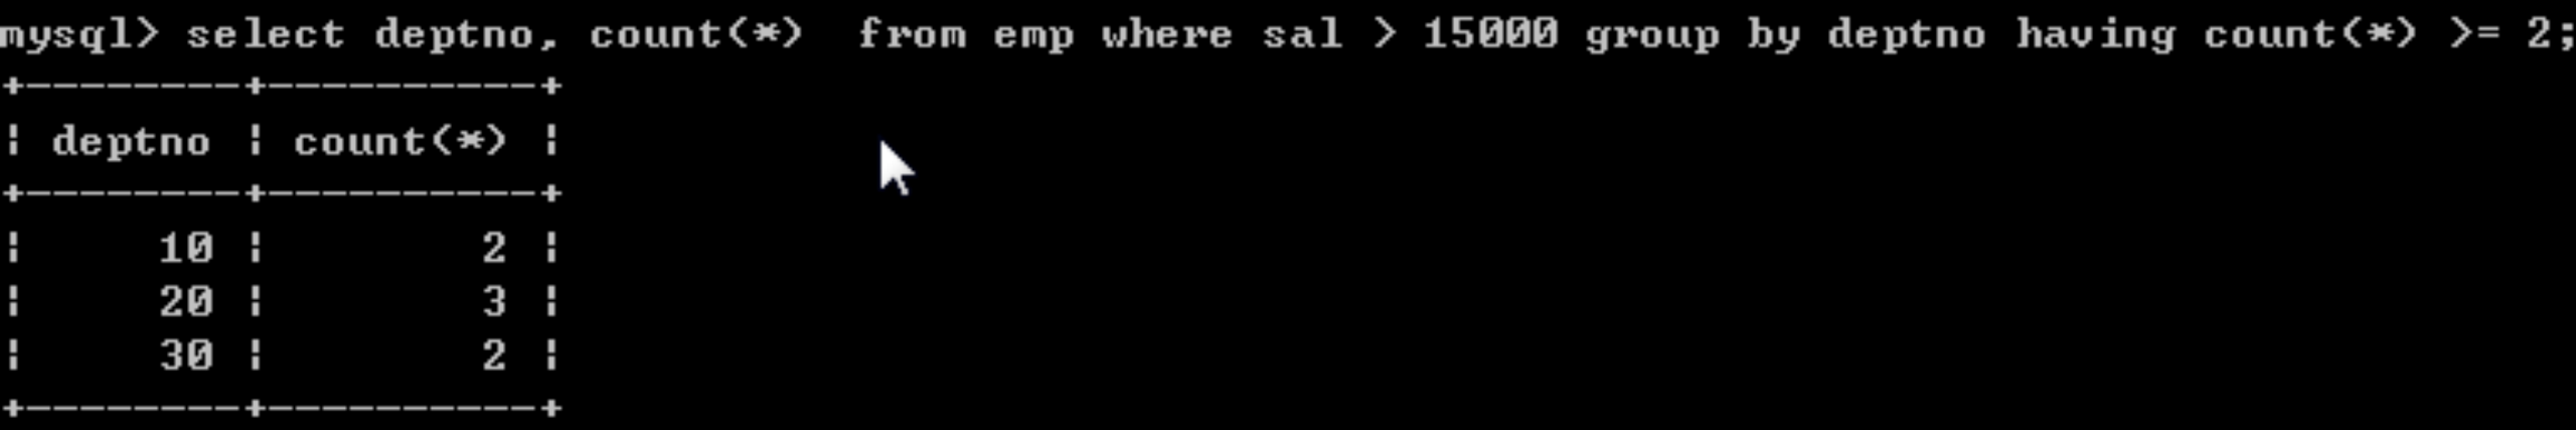 mysql> select deptno, count(*)  from emp where sal > 15000 group by deptno having count(*) >= 2;
+--------+----------+
| deptno | count(*) |
+--------+----------+
|     10 |        2 |
|     20 |        3 |
|     30 |        2 |
+--------+----------+